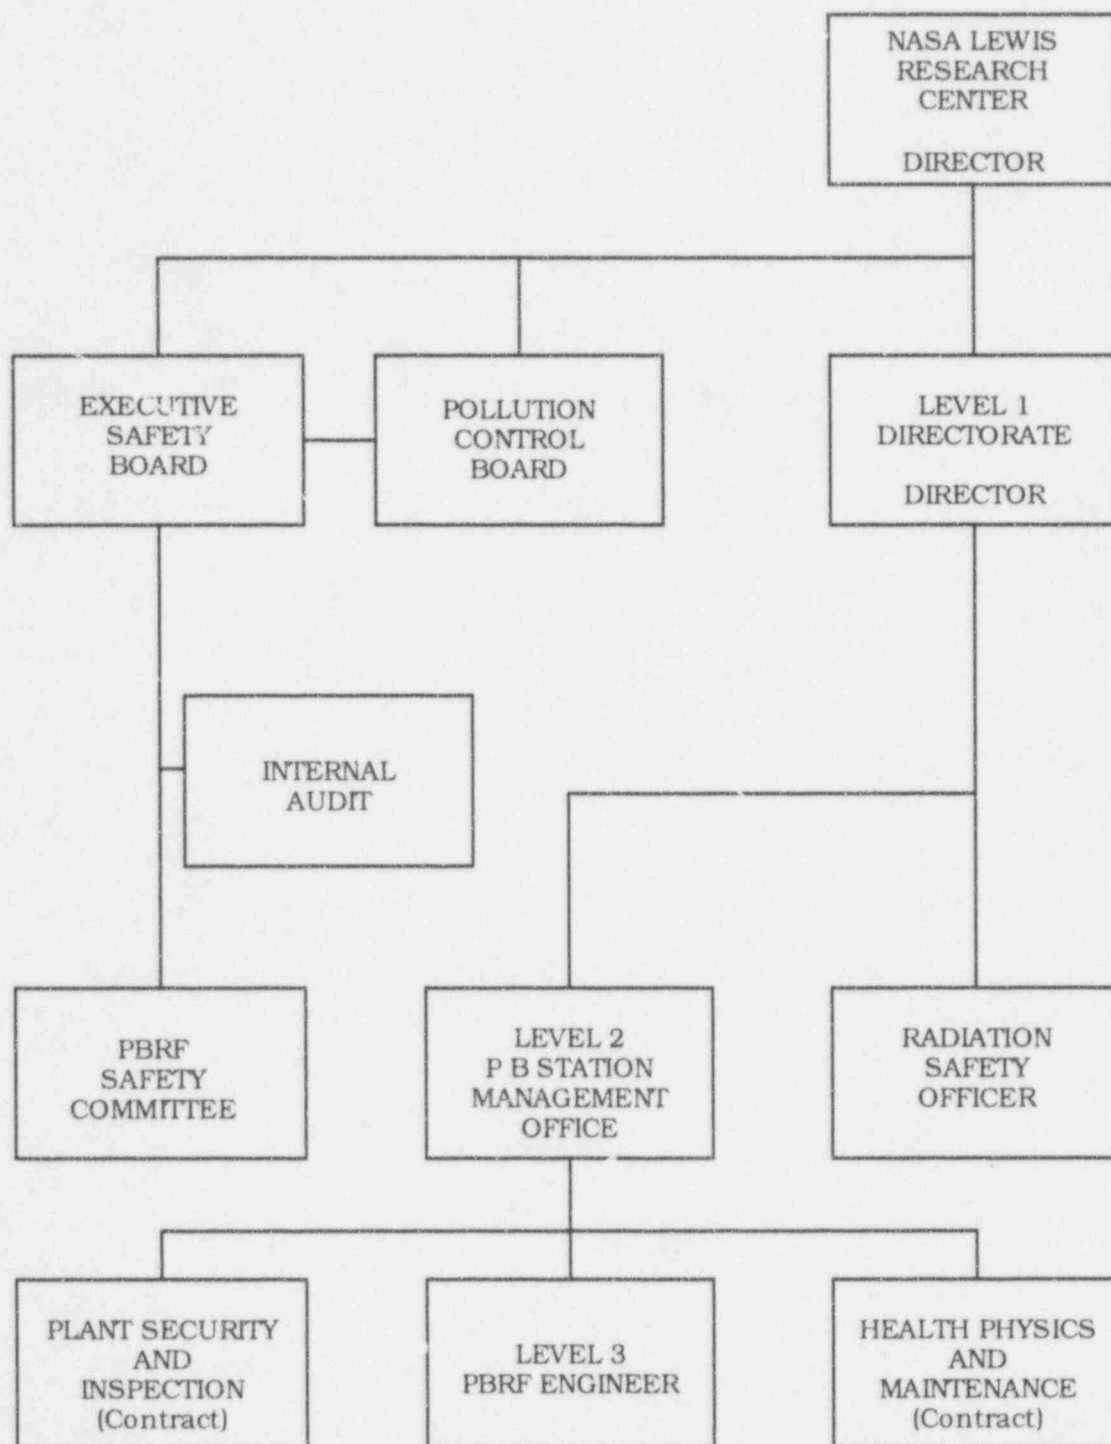 NASA LEWIS
RESEARCH
CENTER
DIRECTOR
EXECUTIVE
SAFETY
BOARD
POLLUTION
CONTROL
BOARD
LEVEL 1
DIRECTORATE
DIRECTOR
INTERNAL
AUDIT
PBRF
SAFETY
COMMITTEE
LEVEL 2
P B STATION
MANAGEMENT
OFFICE
RADIATION
SAFETY
OFFICER
PLANT SECURITY
AND
INSPECTION
(Contract)
LEVEL 3
PBRF ENGINEER
HEALTH PHYSICS
AND
MAINTENANCE
(Contract)